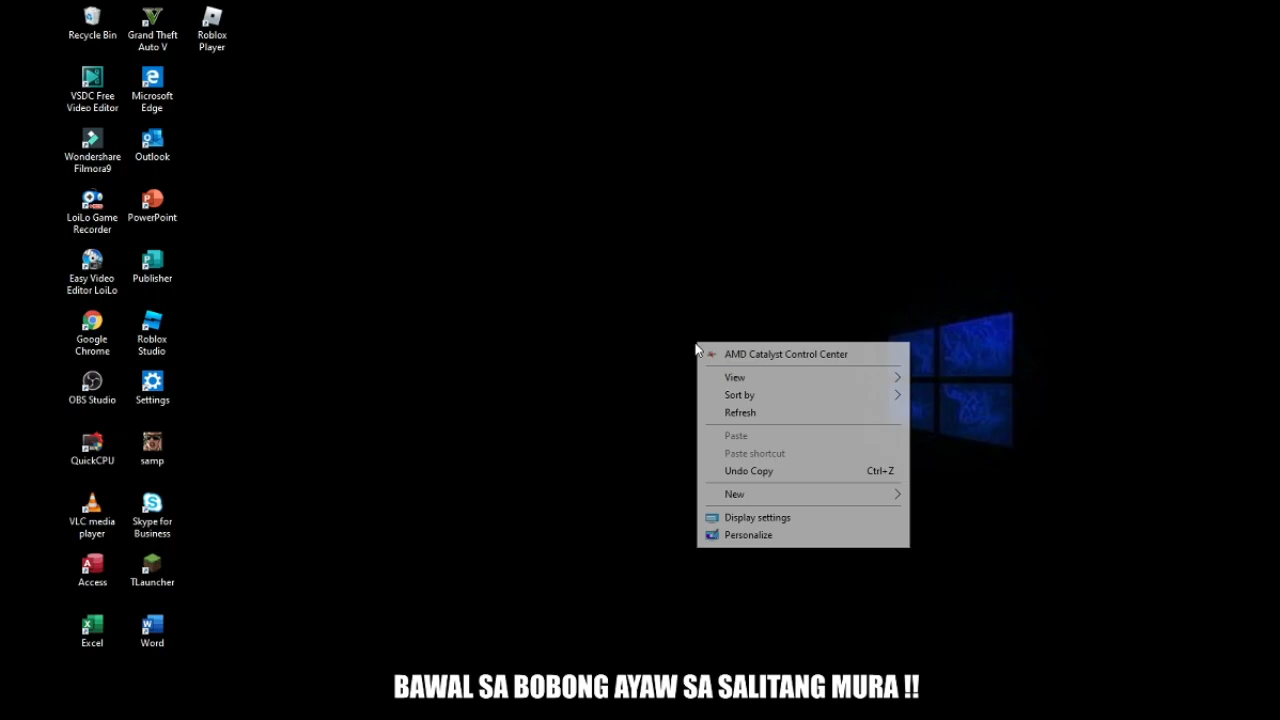 Recycle Bin
Grand Theft
Auto V
Roblox
Player
VSDC Free
Video Editor
Microsoft
Edge
Wondershare
Filmora9
Outlook
LoiLo Game
Recorder
PowerPoint
Easy Video
Editor LoiLo
Publisher
Google
Chrome
Roblox
Studio
OBS Studio
Settings
QuickCPU
samp
VLC media
player
Skype for
Business
Access
TLauncher
Excel
Word
AMD Catalyst Control Center
View
Sort by
Refresh
Paste
Paste shortcut
Undo Copy Ctrl+Z
New
Display settings
Personalize
BAWAL SA BOBONG AYAW SA SALITANG MURA !!